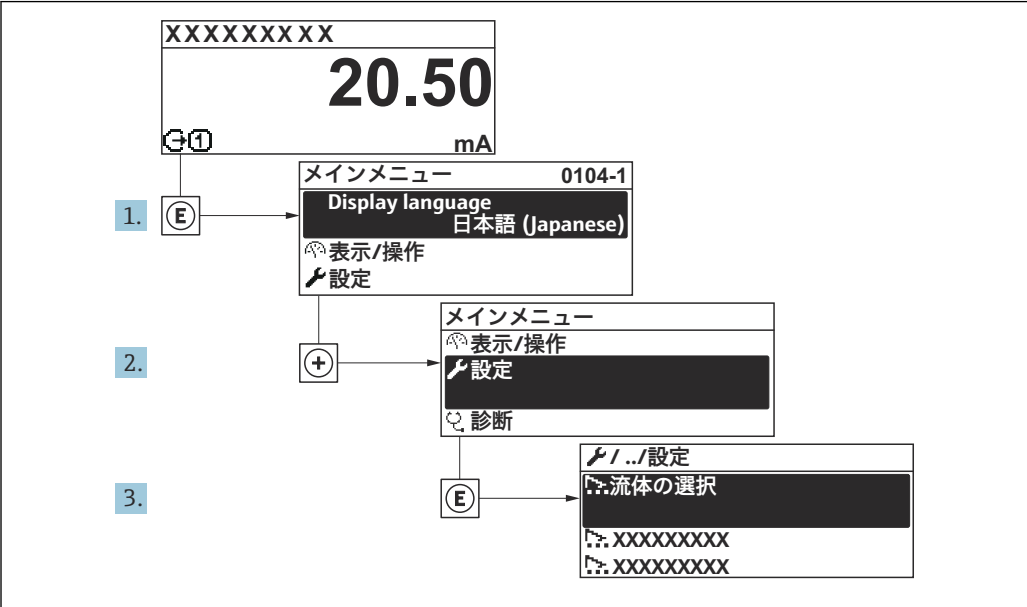 XXXXXXXXX
20.50
1
mA
メインメニュー 0104-1
Display language
日本語 (Japanese)
表示/操作
設定
1.
E
メインメニュー
表示/操作
設定
診断
2.
+
/ ../設定
流体の選択
XXXXXXXXX
XXXXXXXXX
3.
E